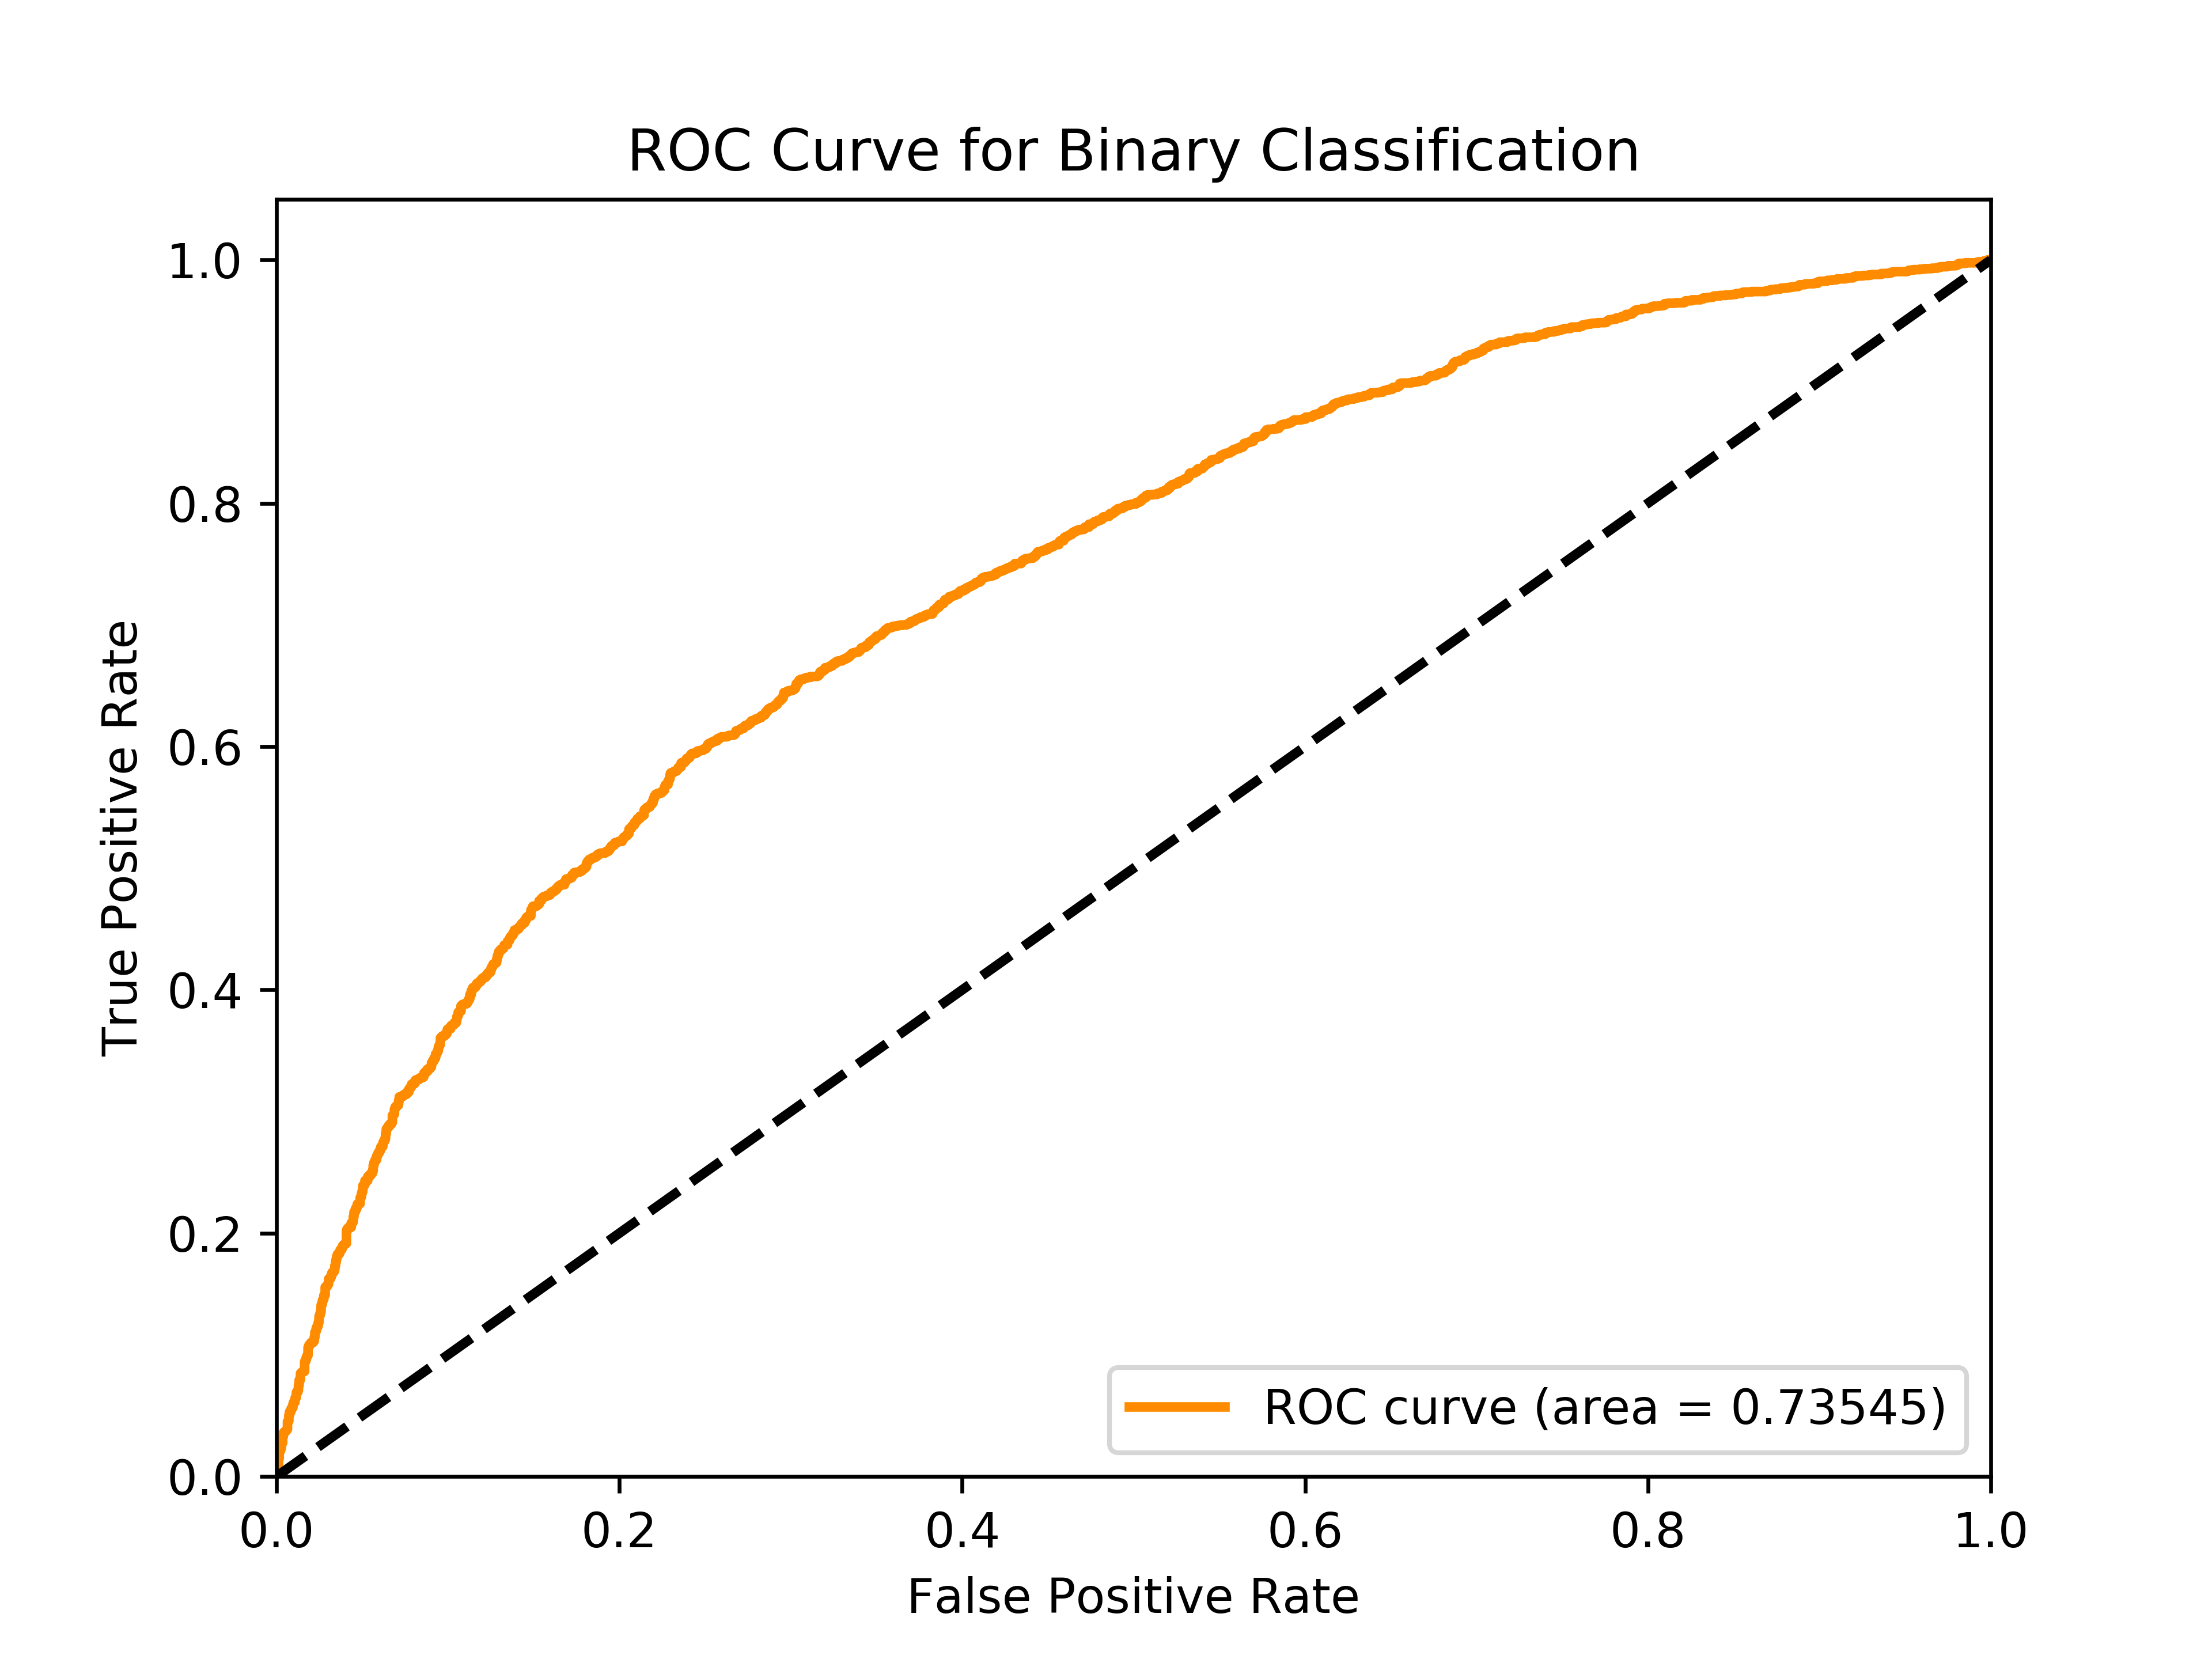 ROC Curve for Binary Classification
1.0
0.8
0.6
0.4
0.2
0.0
True Positive Rate
ROC curve (area = 0.73545)
0.0 0.2 0.4 0.6 0.8 1.0
False Positive Rate